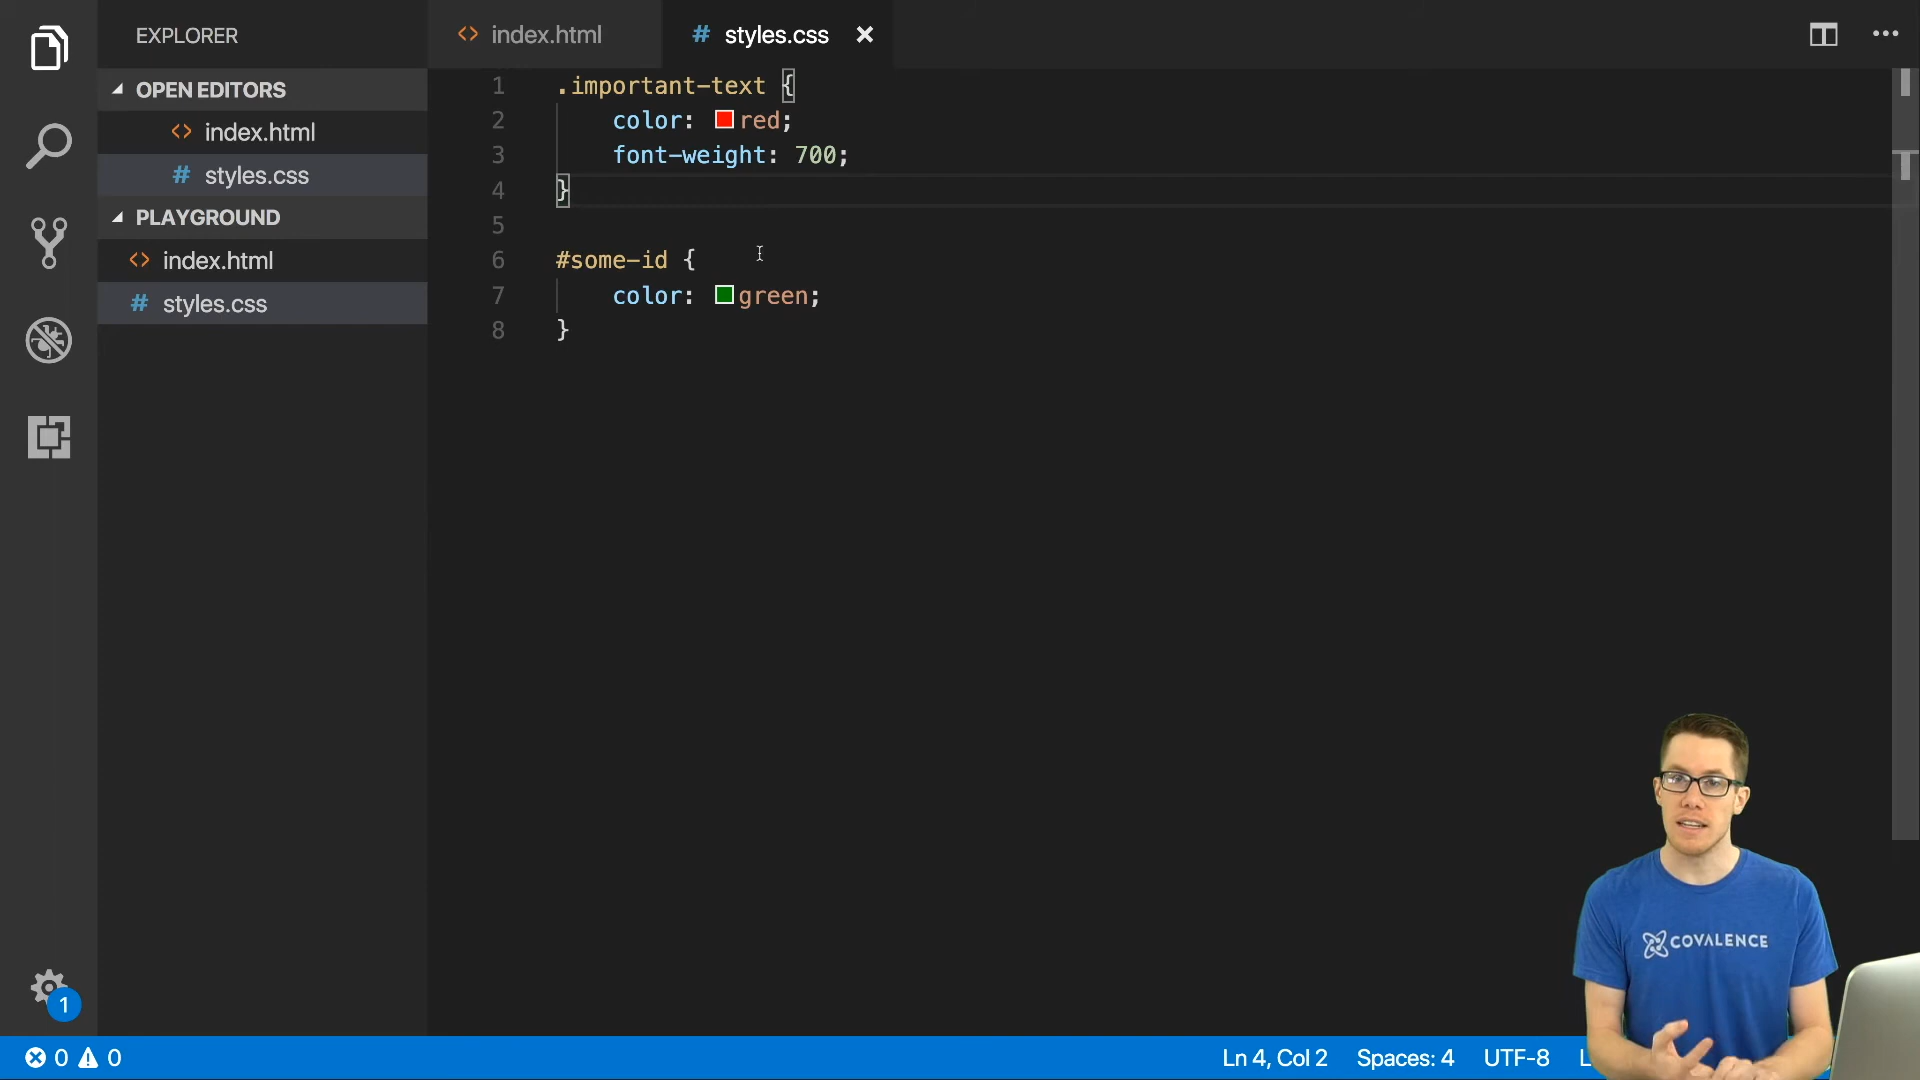 EXPLORER
OPEN EDITORS
<> index.html
# styles.css
PLAYGROUND
<> index.html
# styles.css
<> index.html
# styles.css ×
1 .important-text {
2 color: red;
3 font-weight: 700;
4 }
5
6 #some-id {
7 color: green;
8 }
COVALENCE
1
0 0
Ln 4, Col 2 Spaces: 4 UTF-8 L